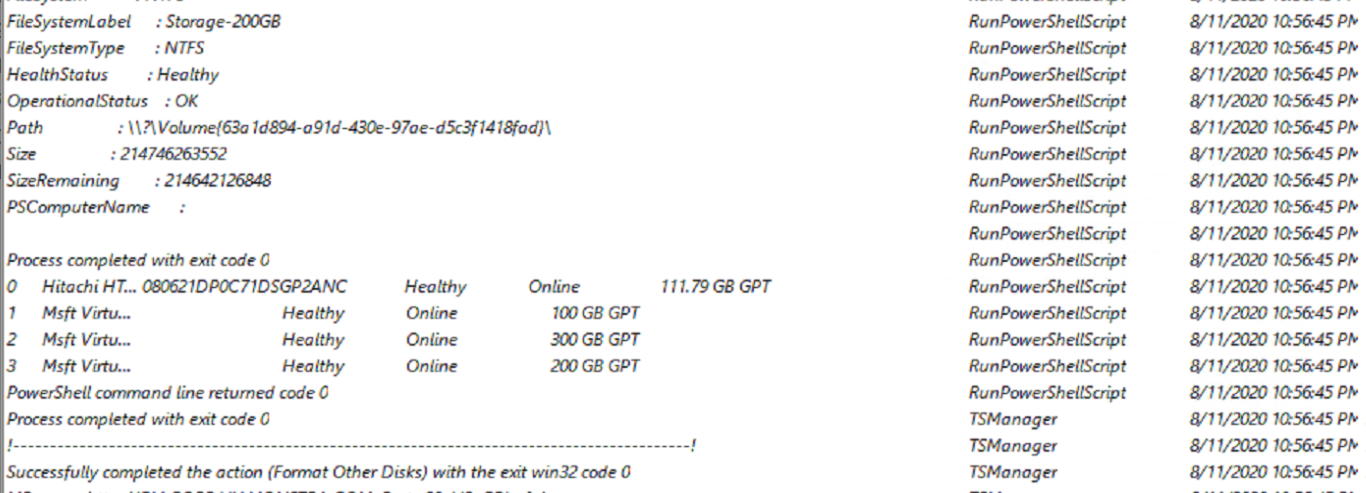 FileSystemLabel : Storage-200GB RunPowerShellScript 8/11/2020 10:56:45 PM
FileSystemType : NTFS RunPowerShellScript 8/11/2020 10:56:45 PM
HealthStatus : Healthy RunPowerShellScript 8/11/2020 10:56:45 PM
OperationalStatus : OK RunPowerShellScript 8/11/2020 10:56:45 PM
Path : \\?\Volume{63a1d894-a91d-430e-97ae-d5c3f1418fad}\ RunPowerShellScript 8/11/2020 10:56:45 PM
Size : 214746263552 RunPowerShellScript 8/11/2020 10:56:45 PM
SizeRemaining : 214642126848 RunPowerShellScript 8/11/2020 10:56:45 PM
PSComputerName : RunPowerShellScript 8/11/2020 10:56:45 PM
RunPowerShellScript 8/11/2020 10:56:45 PM
Process completed with exit code 0 RunPowerShellScript 8/11/2020 10:56:45 PM
0 Hitachi HT... 080621DP0C71DSGP2ANC Healthy Online 111.79 GB GPT RunPowerShellScript 8/11/2020 10:56:45 PM
1 Msft Virtu... Healthy Online 100 GB GPT RunPowerShellScript 8/11/2020 10:56:45 PM
2 Msft Virtu... Healthy Online 300 GB GPT RunPowerShellScript 8/11/2020 10:56:45 PM
3 Msft Virtu... Healthy Online 200 GB GPT RunPowerShellScript 8/11/2020 10:56:45 PM
PowerShell command line returned code 0 RunPowerShellScript 8/11/2020 10:56:45 PM
Process completed with exit code 0 TSManager 8/11/2020 10:56:45 PM
!--------------------------------------------------------------------------------------------! TSManager 8/11/2020 10:56:45 PM
Successfully completed the action (Format Other Disks) with the exit win32 code 0 TSManager 8/11/2020 10:56:45 PM